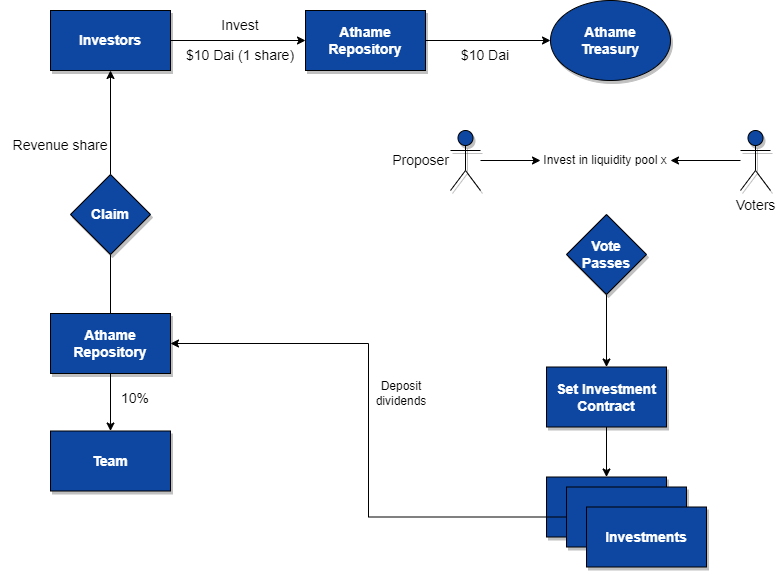 Investors
Invest
$10 Dai (1 share)
Athame
Repository
$10 Dai
Athame
Treasury
Revenue share
Proposer
Invest in liquidity pool x
Voters
Claim
Vote
Passes
Athame
Repository
10%
Team
Deposit
dividends
Set Investment
Contract
Investments